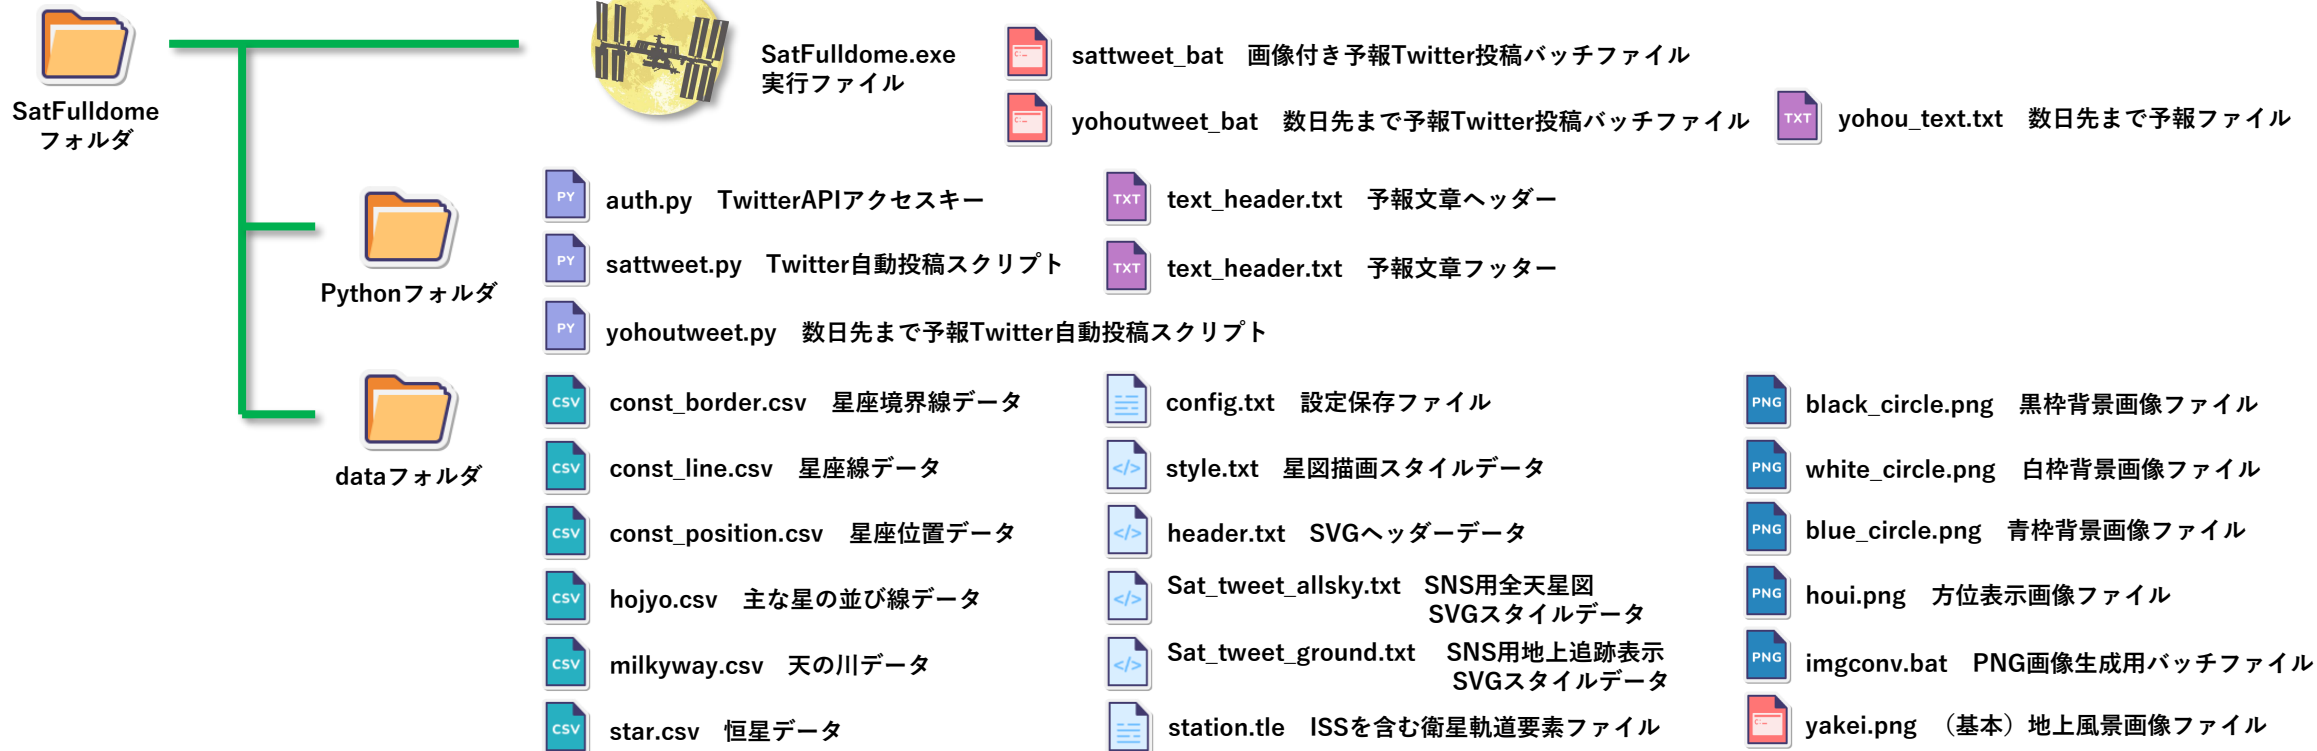 SatFulldome
フォルダ
SatFulldome.exe
実行ファイル
sattweet_bat　画像付き予報Twitter投稿バッチファイル
yohoutweet_bat　数日先まで予報Twitter投稿バッチファイル
TXT
yohou_text.txt　数日先まで予報ファイル
Pythonフォルダ
PY
auth.py　TwitterAPIアクセスキー
TXT
text_header.txt　予報文章ヘッダー
PY
sattweet.py　Twitter自動投稿スクリプト
TXT
text_header.txt　予報文章フッター
PY
yohoutweet.py　数日先まで予報Twitter自動投稿スクリプト
dataフォルダ
CSV
const_border.csv　星座境界線データ
config.txt　設定保存ファイル
PNG
black_circle.png　黒枠背景画像ファイル
CSV
const_line.csv　星座線データ
</>
style.txt　星図描画スタイルデータ
PNG
white_circle.png　白枠背景画像ファイル
CSV
const_position.csv　星座位置データ
</>
header.txt　SVGヘッダーデータ
PNG
blue_circle.png　青枠背景画像ファイル
CSV
hojyo.csv　主な星の並び線データ
</>
Sat_tweet_allsky.txt　SNS用全天星図
SVGスタイルデータ
PNG
houi.png　方位表示画像ファイル
CSV
milkyway.csv　天の川データ
</>
Sat_tweet_ground.txt　SNS用地上追跡表示
SVGスタイルデータ
PNG
imgconv.bat　PNG画像生成用バッチファイル
CSV
star.csv　恒星データ
station.tle　ISSを含む衛星軌道要素ファイル
yakei.png　（基本）地上風景画像ファイル